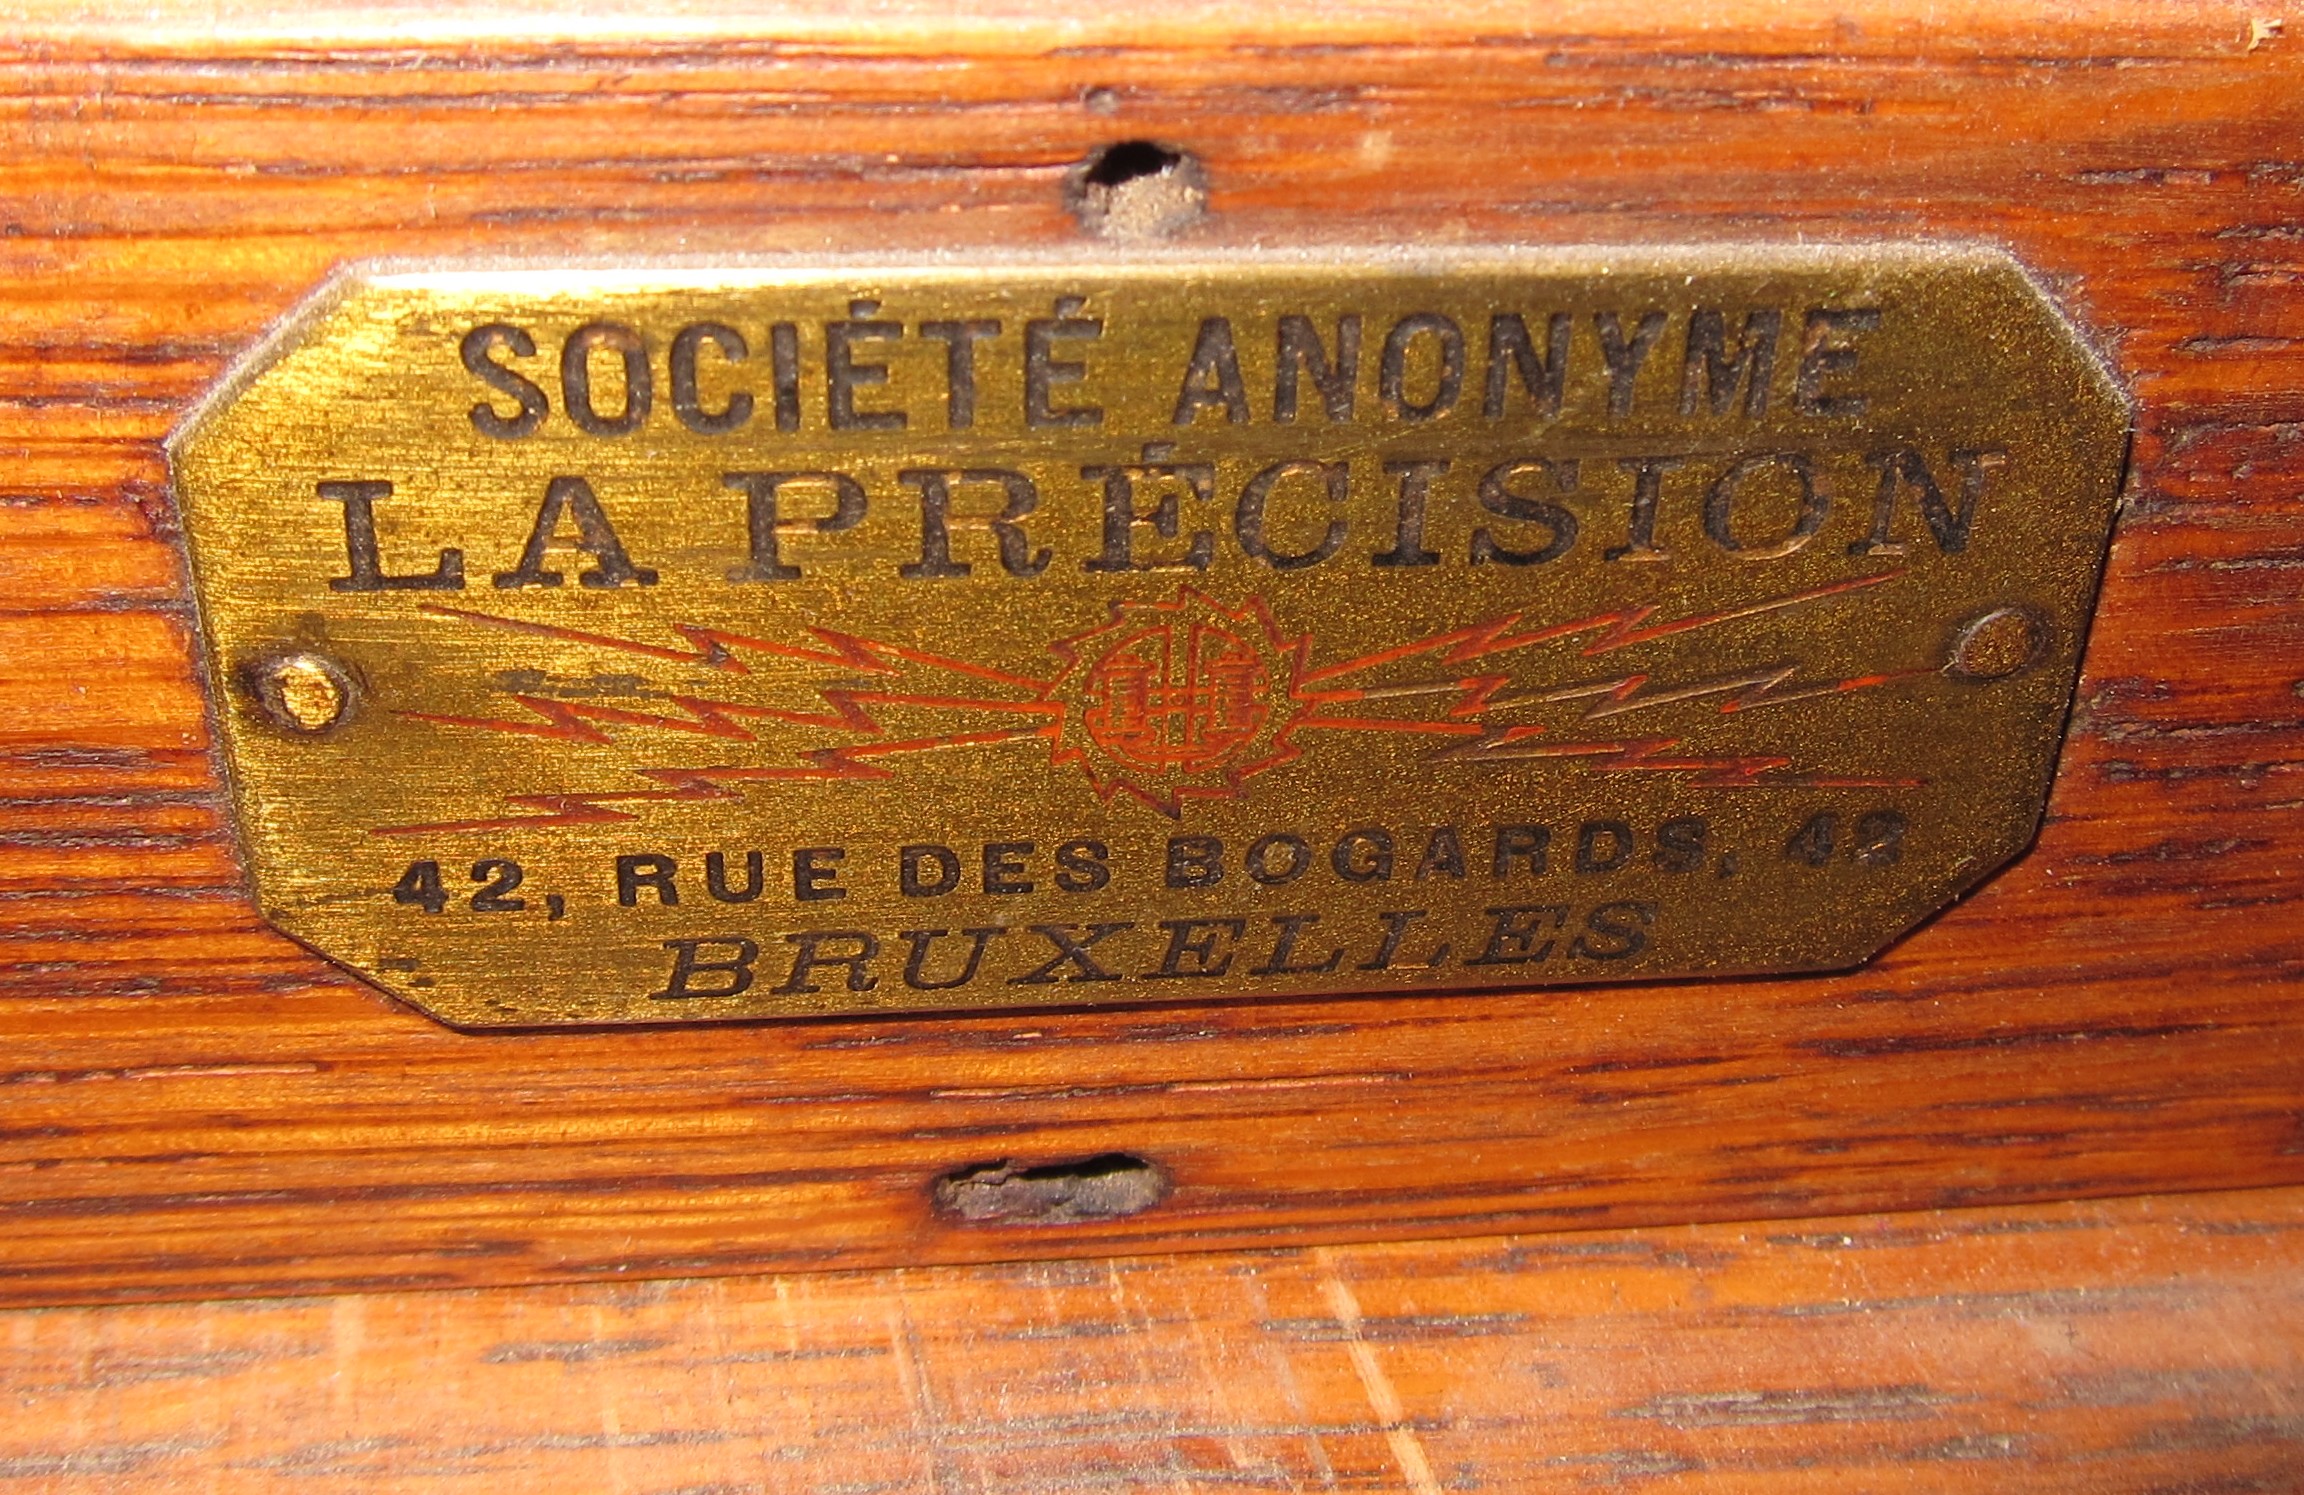 SOCIÉTÉ ANONYME
LA PRÉCISION
42, RUE DES BOGARDS, 42
BRUXELLES